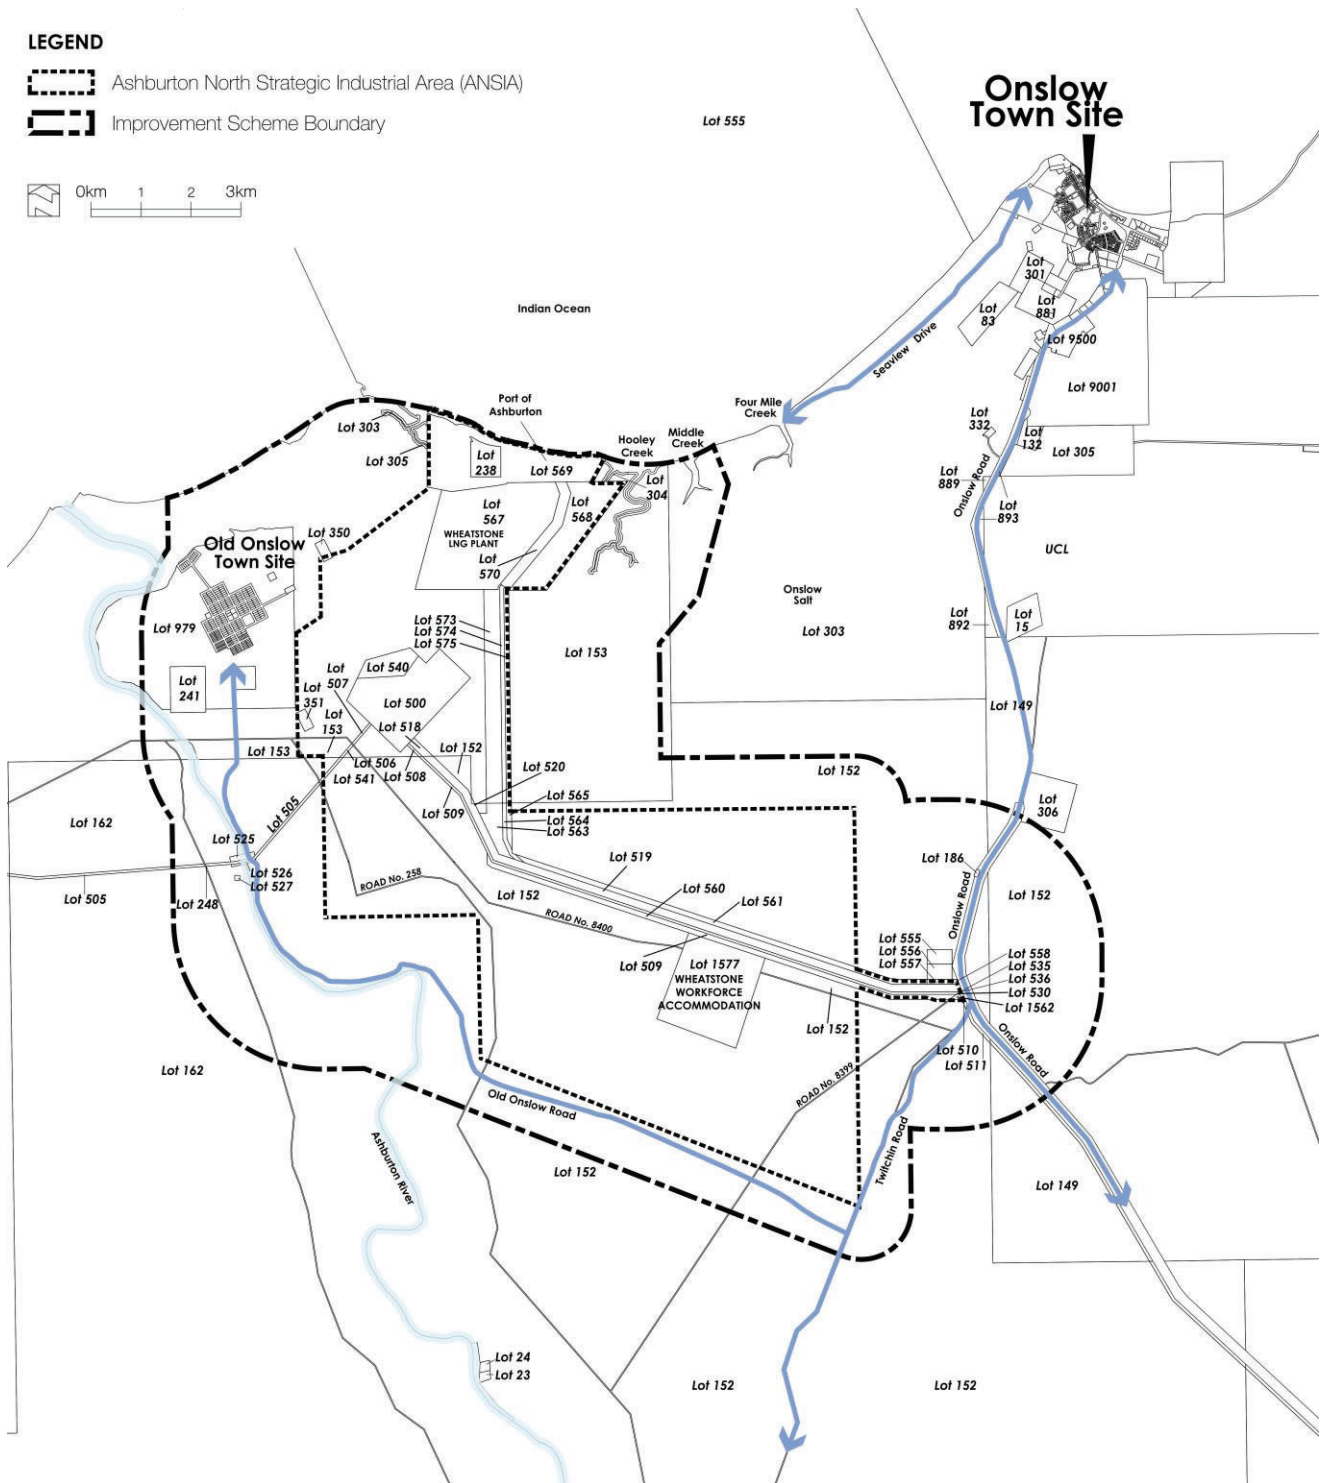 LEGEND
Ashburton North Strategic Industrial Area (ANSIA)
Improvement Scheme Boundary
0km 1 2 3km
Onslow
Town Site
Lot 555
Indian Ocean
Seaview Drive
Lot
301
Lot
881
Lot
83
Lot 9500
Lot 9001
Lot
332
Lot
132
Lot 305
Lot
889
Onslow Road
Lot
893
UCL
Lot
892
Lot
15
Lot 149
Four Mile
Creek
Middle
Creek
Hooley
Creek
Port of
Ashburton
Lot 303
Lot 305
Lot
238
Lot 569
Lot
304
Lot
567
Lot
568
WHEATSTONE
LNG PLANT
Lot
570
Lot 350
Old Onslow
Town Site
Onslow
Salt
Lot 303
Lot 979
Lot 573
Lot 574
Lot 575
Lot 153
Lot
241
Lot
507
Lot 540
Lot
351
Lot 500
Lot
153
Lot 518
Lot 153
Lot 506
Lot 541
Lot 508
Lot 152
Lot 520
Lot 509
Lot 565
Lot 564
Lot 563
Lot 152
Lot
306
Lot 162
Lot 505
Lot 525
Lot 526
Lot 527
Lot 505
Lot 248
ROAD No. 258
Lot 519
Lot 560
Lot 561
Lot 152
ROAD No. 8400
Lot 509
Lot 1577
WHEATSTONE
WORKFORCE
ACCOMMODATION
Lot 186
Onslow Road
Lot 152
Lot 555
Lot 556
Lot 557
Lot 558
Lot 535
Lot 536
Lot 530
Lot 1562
Lot 152
Lot 510
Lot 511
Onslow Road
ROAD No. 8399
Lot 162
Old Onslow Road
Ashburton River
Lot 152
Twitchin Road
Lot 149
Lot 24
Lot 23
Lot 152
Lot 152